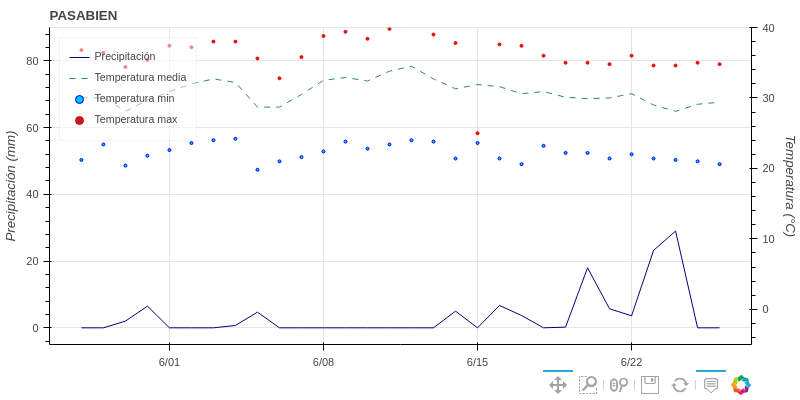 PASABIEN
Precipitación
Temperatura media
Temperatura min
Temperatura max
Precipitación (mm)
80
60
40
20
0
Temperatura (°C)
40
30
20
10
0
6/01
6/08
6/15
6/22